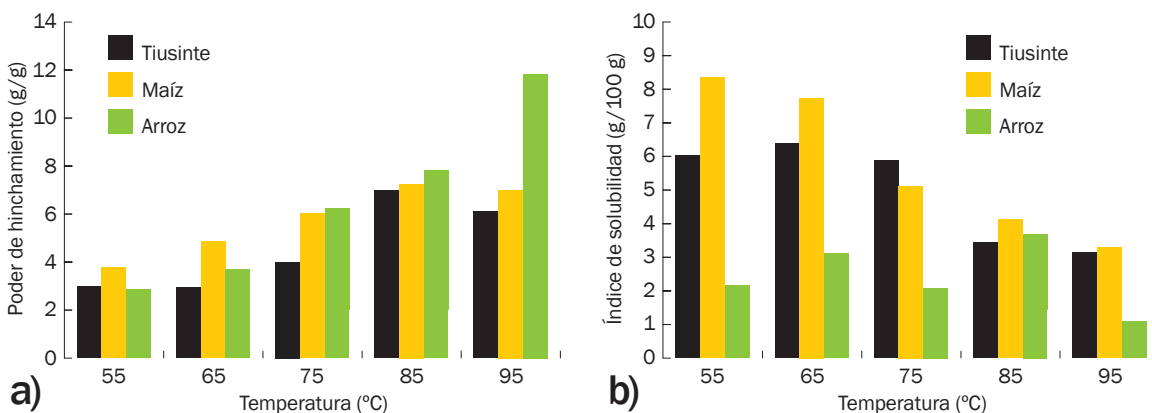 Poder de hinchamiento (g/g)
14
12
10
8
6
4
2
0
Tiusinte
Maíz
Arroz
55 65 75 85 95
Temperatura (ºC)
a)
Índice de solubilidad (g/100 g)
10
9
8
7
6
5
4
3
2
1
0
Tiusinte
Maíz
Arroz
55 65 75 85 95
Temperatura (ºC)
b)